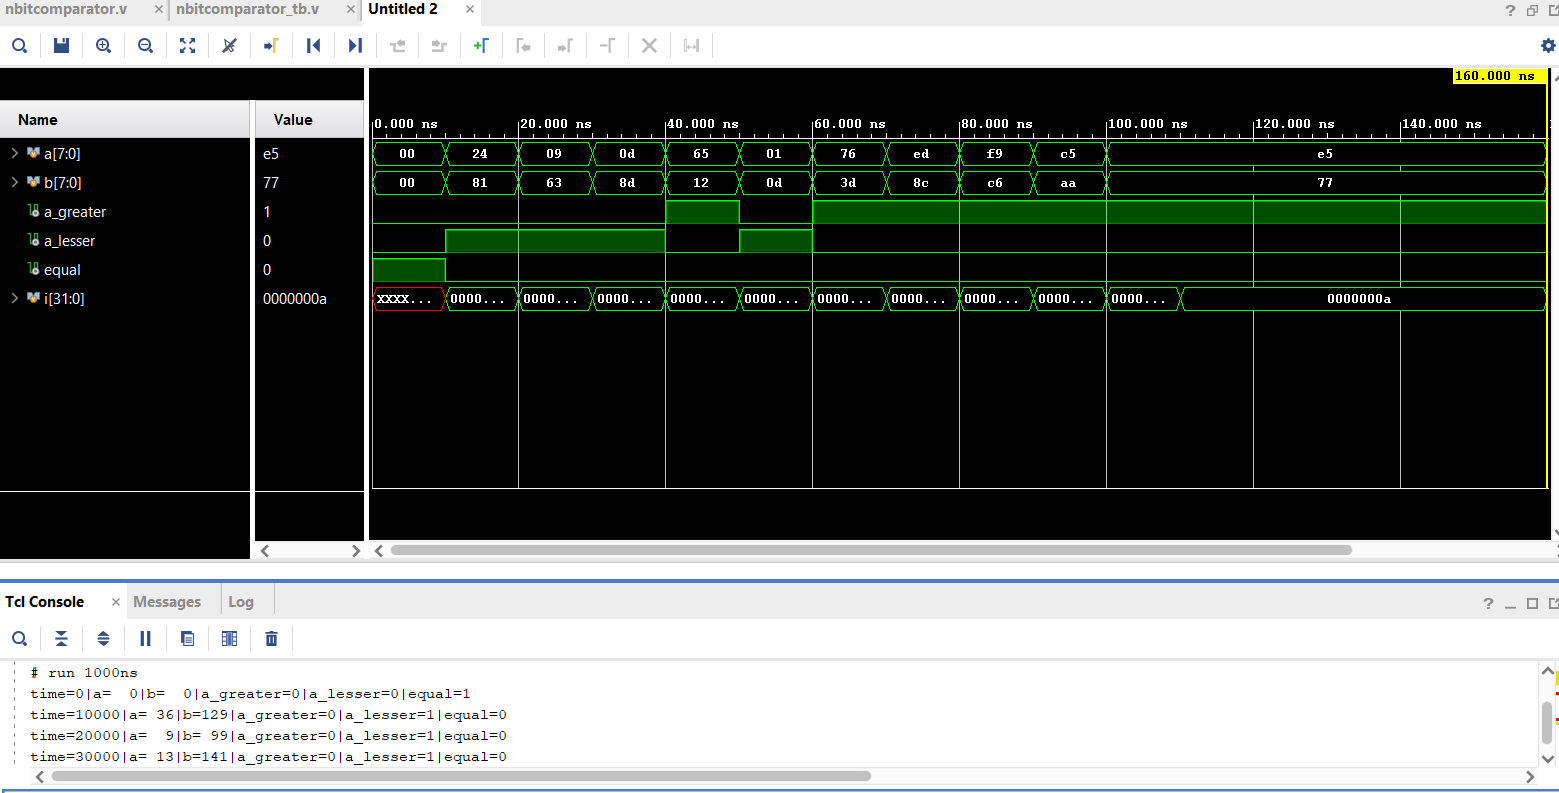 nbitcomparator.v × nbitcomparator_tb.v × Untitled 2 × ?
160.000 ns
Name Value
0.000 ns 20.000 ns 40.000 ns 60.000 ns 80.000 ns 100.000 ns 120.000 ns 140.000 ns
a[7:0] e5 00 24 09 0d 65 01 76 ed f9 c5 e5
b[7:0] 77 00 81 63 8d 12 0d 3d 8c c6 aa 77
a_greater 1
a_lesser 0
equal 0
i[31:0] 0000000a XXXX... 0000... 0000... 0000... 0000... 0000... 0000... 0000... 0000... 0000... 0000... 0000000a
Tcl Console × Messages Log ?
# run 1000ns
time=0|a=  0|b=  0|a_greater=0|a_lesser=0|equal=1
time=10000|a= 36|b=129|a_greater=0|a_lesser=1|equal=0
time=20000|a=  9|b= 99|a_greater=0|a_lesser=1|equal=0
time=30000|a= 13|b=141|a_greater=0|a_lesser=1|equal=0